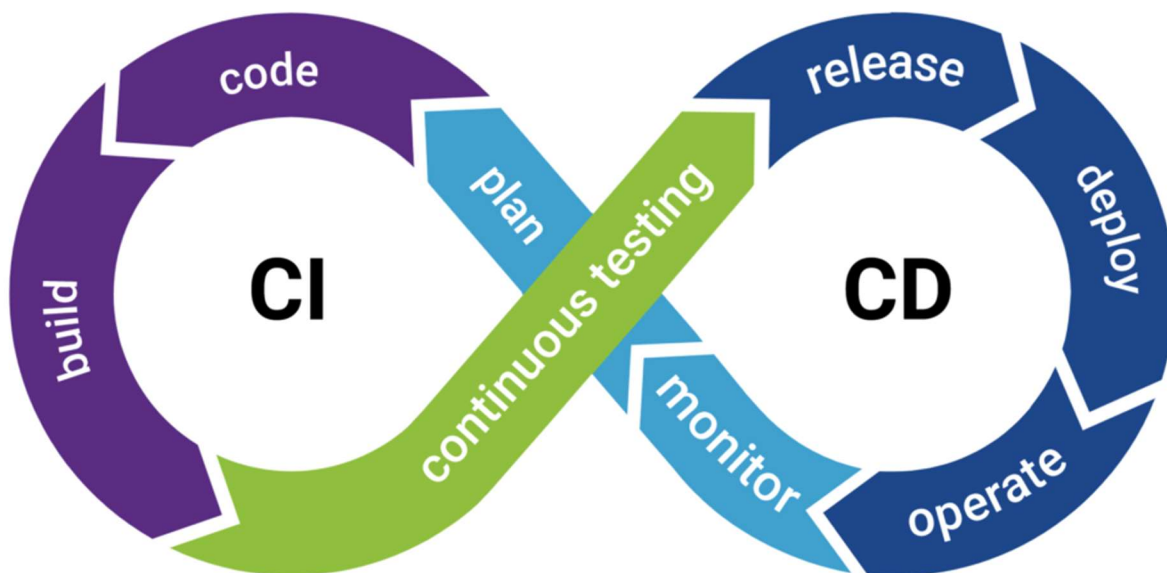 code
release
plan
deploy
continuous testing
CI
CD
build
monitor
operate